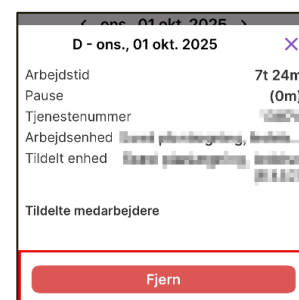 ons., 01 okt. 2025
D - ons., 01 okt. 2025
Arbejdstid 7t 24m
Pause (0m)
Tjenestenummer
Arbejdsenhed
Tildelt enhed
Tildelte medarbejdere
Fjern